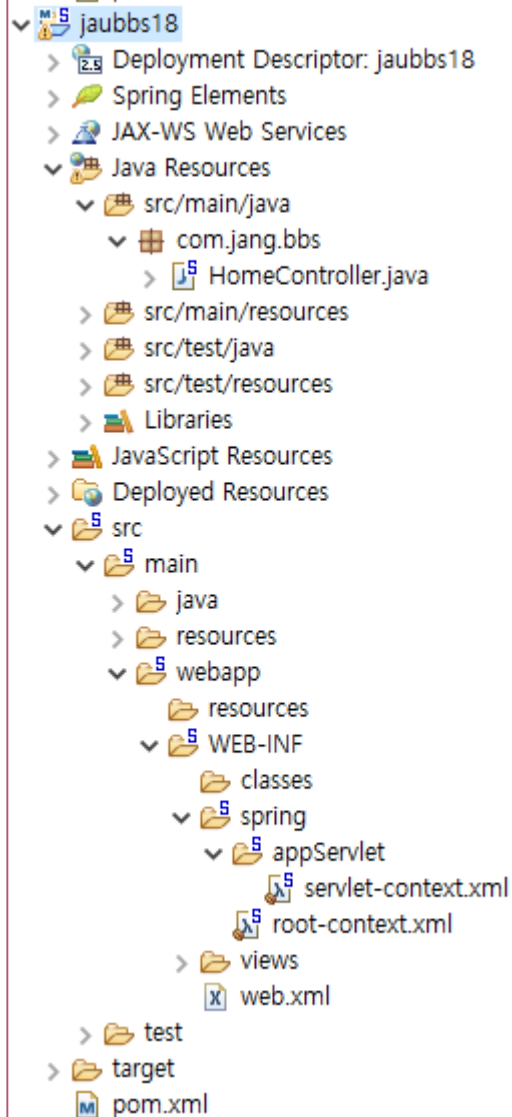 jaubbs18
Deployment Descriptor: jaubbs18
Spring Elements
JAX-WS Web Services
Java Resources
src/main/java
com.jang.bbs
HomeController.java
src/main/resources
src/test/java
src/test/resources
Libraries
JavaScript Resources
Deployed Resources
src
main
java
resources
webapp
resources
WEB-INF
classes
spring
appServlet
servlet-context.xml
root-context.xml
views
web.xml
test
target
pom.xml